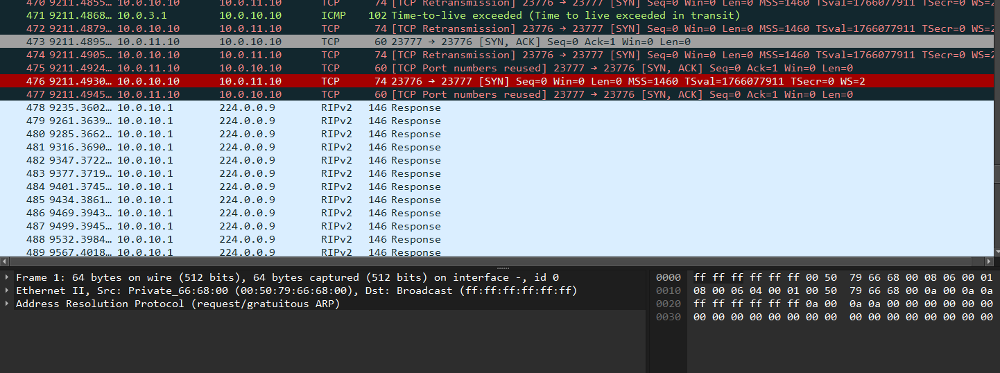 470 9211.4855… 10.0.10.10 10.0.11.10 TCP 74 [TCP Retransmission] 23776 → 23777 [SYN] Seq=0 Win=0 Len=0 MSS=1460 TSval=1766077911 TSecr=0 WS=2
471 9211.4868… 10.0.3.1 10.0.10.10 ICMP 102 Time-to-live exceeded (Time to live exceeded in transit)
472 9211.4879… 10.0.10.10 10.0.11.10 TCP 74 [TCP Retransmission] 23776 → 23777 [SYN] Seq=0 Win=0 Len=0 MSS=1460 TSval=1766077911 TSecr=0 WS=2
473 9211.4895… 10.0.11.10 10.0.10.10 TCP 60 23777 → 23776 [SYN, ACK] Seq=0 Ack=1 Win=0 Len=0
474 9211.4905… 10.0.10.10 10.0.11.10 TCP 74 [TCP Retransmission] 23776 → 23777 [SYN] Seq=0 Win=0 Len=0 MSS=1460 TSval=1766077911 TSecr=0 WS=2
475 9211.4924… 10.0.11.10 10.0.10.10 TCP 60 [TCP Port numbers reused] 23777 → 23776 [SYN, ACK] Seq=0 Ack=1 Win=0 Len=0
476 9211.4930… 10.0.10.10 10.0.11.10 TCP 74 23776 → 23777 [SYN] Seq=0 Win=0 Len=0 MSS=1460 TSval=1766077911 TSecr=0 WS=2
477 9211.4945… 10.0.11.10 10.0.10.10 TCP 60 [TCP Port numbers reused] 23777 → 23776 [SYN, ACK] Seq=0 Ack=1 Win=0 Len=0
478 9235.3602… 10.0.10.1 224.0.0.9 RIPv2 146 Response
479 9261.3639… 10.0.10.1 224.0.0.9 RIPv2 146 Response
480 9285.3662… 10.0.10.1 224.0.0.9 RIPv2 146 Response
481 9316.3690… 10.0.10.1 224.0.0.9 RIPv2 146 Response
482 9347.3722… 10.0.10.1 224.0.0.9 RIPv2 146 Response
483 9377.3719… 10.0.10.1 224.0.0.9 RIPv2 146 Response
484 9401.3745… 10.0.10.1 224.0.0.9 RIPv2 146 Response
485 9434.3861… 10.0.10.1 224.0.0.9 RIPv2 146 Response
486 9469.3943… 10.0.10.1 224.0.0.9 RIPv2 146 Response
487 9499.3945… 10.0.10.1 224.0.0.9 RIPv2 146 Response
488 9532.3984… 10.0.10.1 224.0.0.9 RIPv2 146 Response
489 9567.4018… 10.0.10.1 224.0.0.9 RIPv2 146 Response
Frame 1: 64 bytes on wire (512 bits), 64 bytes captured (512 bits) on interface -, id 0
Ethernet II, Src: Private_66:68:00 (00:50:79:66:68:00), Dst: Broadcast (ff:ff:ff:ff:ff:ff)
Address Resolution Protocol (request/gratuitous ARP)
0000 ff ff ff ff ff ff 00 50 79 66 68 00 08 06 00 01
0010 08 00 06 04 00 01 00 50 79 66 68 00 0a 00 0a 0a
0020 ff ff ff ff ff ff 0a 00 0a 0a 00 00 00 00 00 00
0030 00 00 00 00 00 00 00 00 00 00 00 00 00 00 00 00